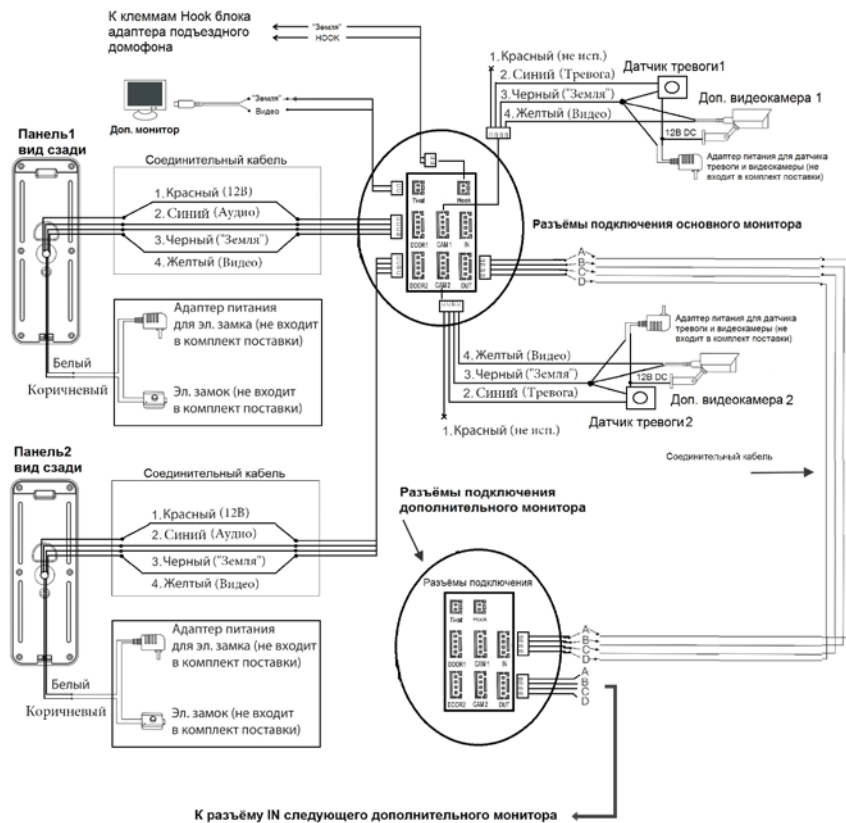 К клеммам Hook блока
адаптера подъездного
домофона
"Земля"
HOOK
"Земля"
Видео
Доп. монитор
1. Красный (не исп.)
2. Синий (Тревога)
3. Черный ("Земля")
4. Желтый (Видео)
Датчик тревоги1
Доп. видеокамера 1
12В DC
Адаптер питания для датчика
тревоги и видеокамеры (не
входит в комплект поставки)
Панель1
вид сзади
Соединительный кабель
1. Красный (12В)
2. Синий (Аудио)
3. Черный ("Земля")
4. Желтый (Видео)
Hook
DOOR1
CAM 1
IN
DOOR2
CAM 2
OUT
Разъёмы подключения основного монитора
A
B
C
D
Адаптер питания
для эл. замка (не входит
в комплект поставки)
Белый
Коричневый
Эл. замок (не входит
в комплект поставки)
Адаптер питания для датчика
тревоги и видеокамеры (не
входит в комплект поставки)
4. Желтый (Видео)
3. Черный ("Земля")
2. Синий (Тревога)
1. Красный (не исп.)
12В DC
Доп. видеокамера 2
Датчик тревоги2
Соединительный кабель
Панель2
вид сзади
Соединительный кабель
1. Красный (12В)
2. Синий (Аудио)
3. Черный ("Земля")
4. Желтый (Видео)
Разъёмы подключения
дополнительного монитора
Разъёмы подключения
Hook
DOOR1
CAM1
IN
DOOR2
CAM 2
OUT
A
B
C
D
A
B
C
D
Адаптер питания
для эл. замка (не входит
в комплект поставки)
Белый
Коричневый
Эл. замок (не входит
в комплект поставки)
К разъёму IN следующего дополнительного монитора